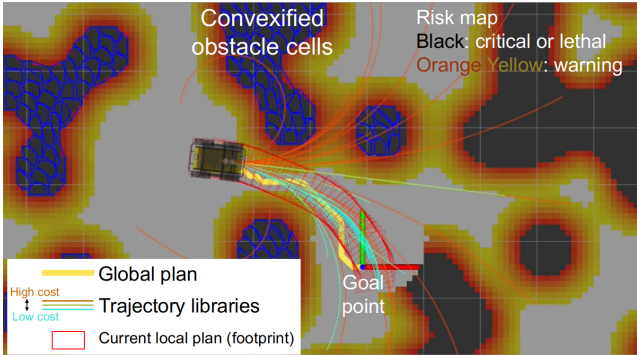 Convexified
obstacle cells
Risk map
Black: critical or lethal
Orange Yellow: warning
Goal
point
Global plan
High cost
Trajectory libraries
Low cost
Current local plan (footprint)